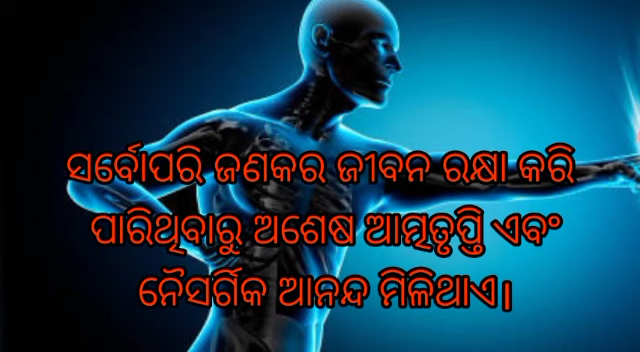 ସର୍ବୋପରି ଜଣକର ଜୀବନ ରକ୍ଷା କରି
ପାରିଥିବାରୁ ଅଶେଷ ଆତ୍ମତୃପ୍ତି ଏବଂ
ନୈସର୍ଗିକ ଆନନ୍ଦ ମିଳିଥାଏ।